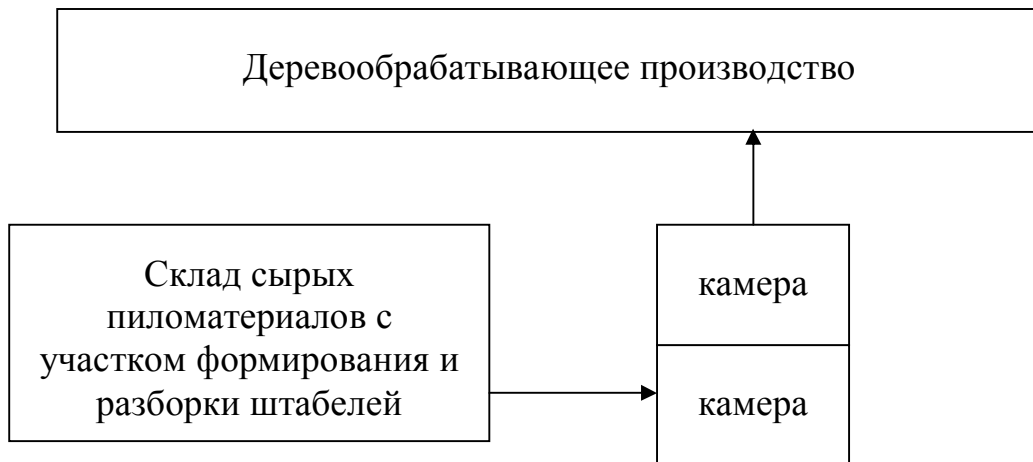 Деревообрабатывающее производство
Склад сырых
пиломатериалов с
участком формирования и
разборки штабелей
камера
камера